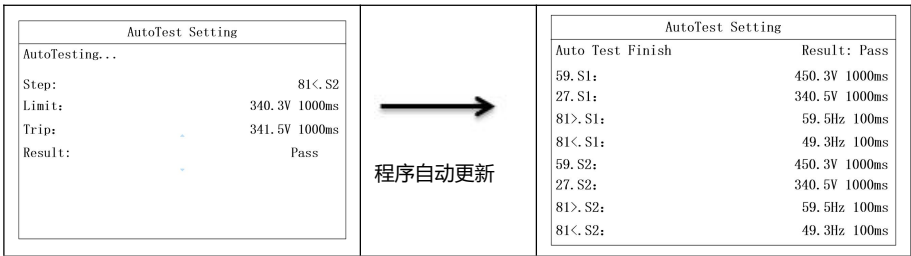 AutoTest Setting
AutoTesting...
Step: 81<.S2
Limit: 340.3V 1000ms
Trip: 341.5V 1000ms
Result: Pass
程序自动更新
AutoTest Setting
Auto Test Finish Result: Pass
59.S1: 450.3V 1000ms
27.S1: 340.5V 1000ms
81>.S1: 59.5Hz 100ms
81<.S1: 49.3Hz 100ms
59.S2: 450.3V 1000ms
27.S2: 340.5V 1000ms
81>.S2: 59.5Hz 100ms
81<.S2: 49.3Hz 100ms